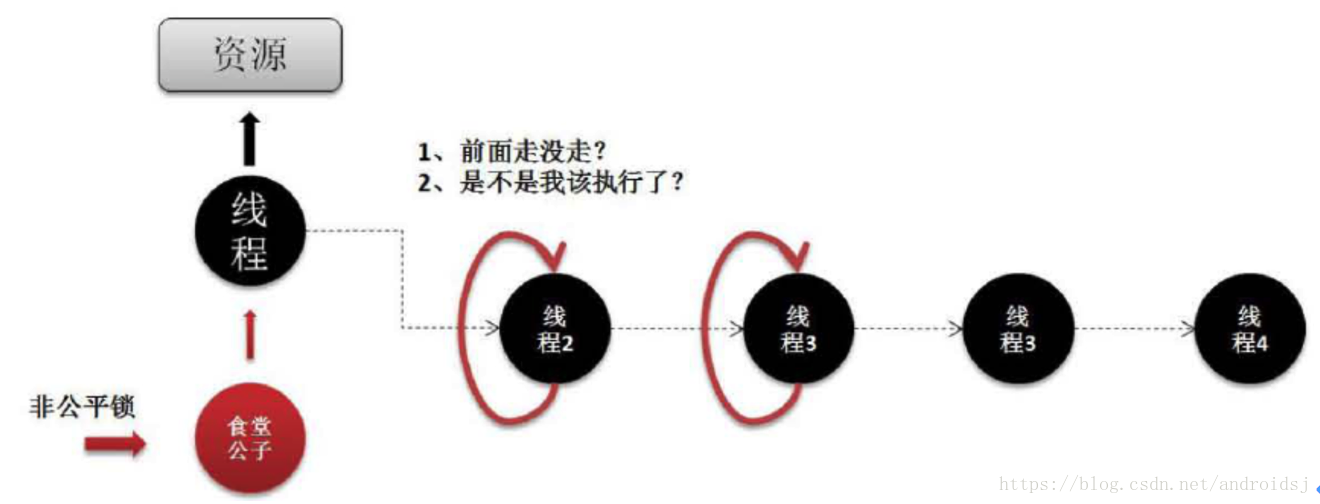 资源
1、前面走没走?
2、是不是我该执行了?
线
程
线
程2
线
程3
线
程3
线
程4
非公平锁
食堂
公子
https://blog.csdn.net/androidsj